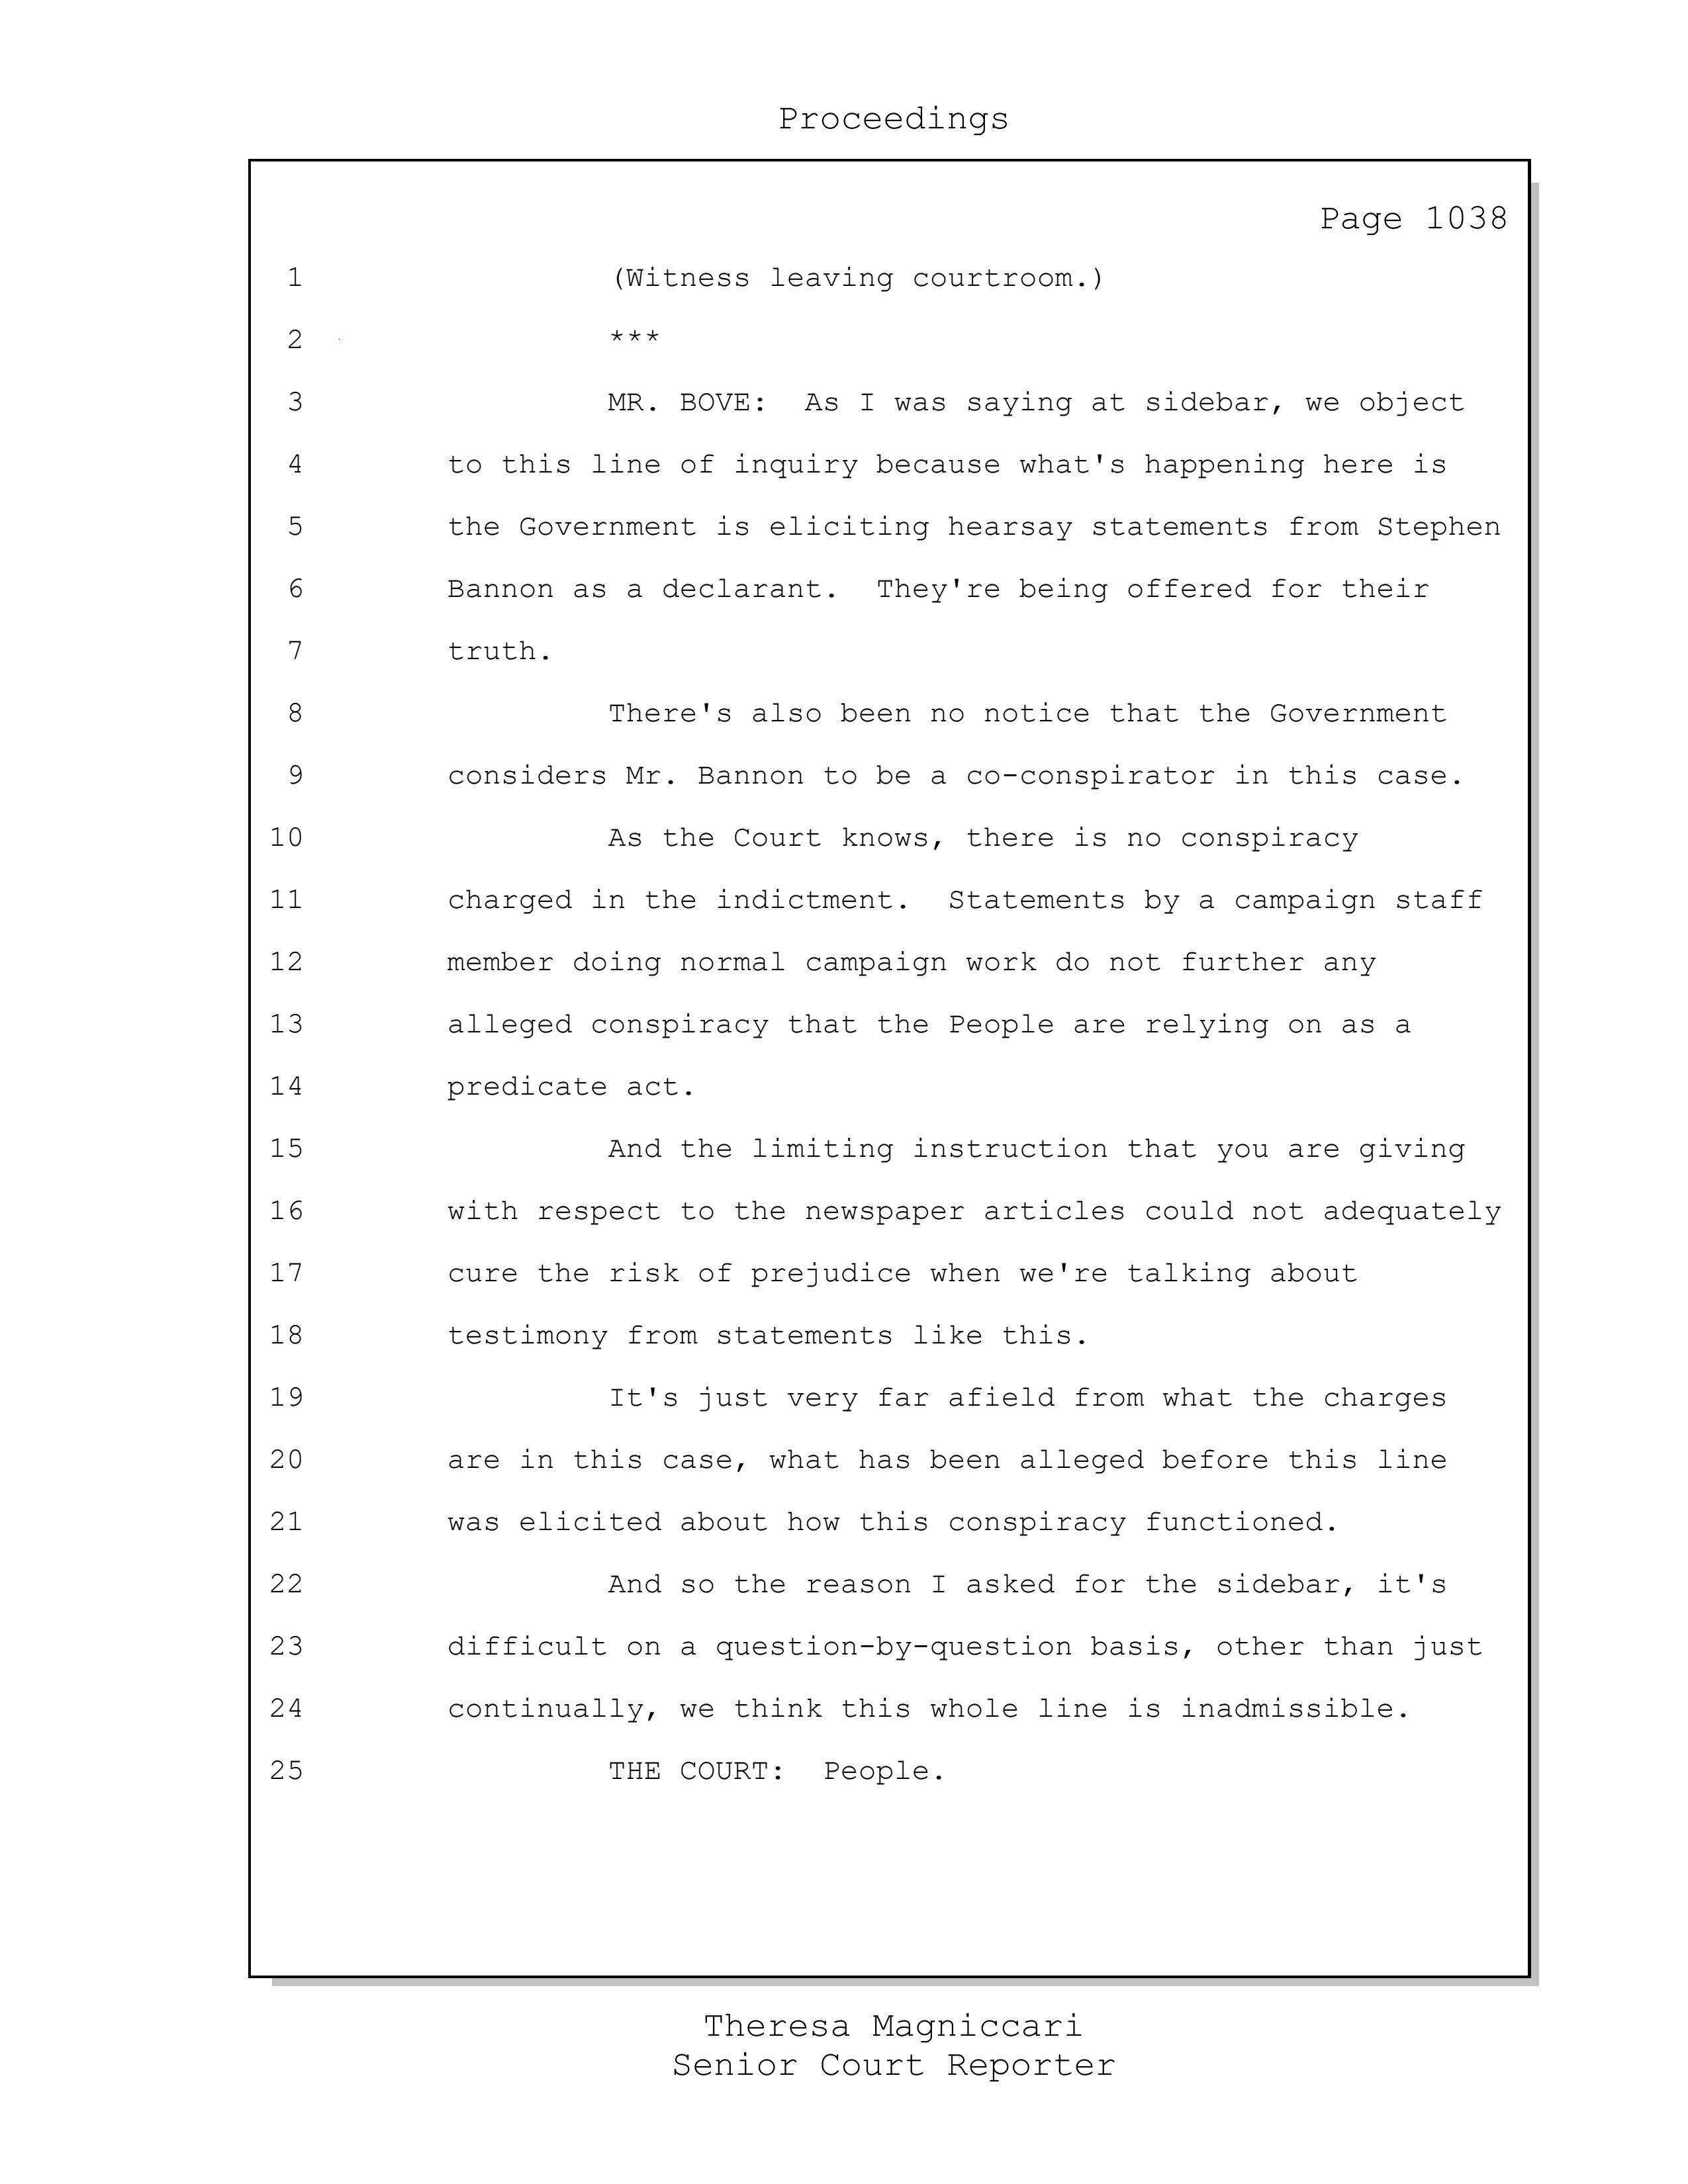 Proceedings
Page 1038
1 (Witness leaving courtroom.)
2 ***
3 MR. BOVE: As I was saying at sidebar, we object
4 to this line of inquiry because what's happening here is
5 the Government is eliciting hearsay statements from Stephen
6 Bannon as a declarant. They're being offered for their
7 truth.
8 There's also been no notice that the Government
9 considers Mr. Bannon to be a co-conspirator in this case.
10 As the Court knows, there is no conspiracy
11 charged in the indictment. Statements by a campaign staff
12 member doing normal campaign work do not further any
13 alleged conspiracy that the People are relying on as a
14 predicate act.
15 And the limiting instruction that you are giving
16 with respect to the newspaper articles could not adequately
17 cure the risk of prejudice when we're talking about
18 testimony from statements like this.
19 It's just very far afield from what the charges
20 are in this case, what has been alleged before this line
21 was elicited about how this conspiracy functioned.
22 And so the reason I asked for the sidebar, it's
23 difficult on a question-by-question basis, other than just
24 continually, we think this whole line is inadmissible.
25 THE COURT: People.
Theresa Magniccari
Senior Court Reporter